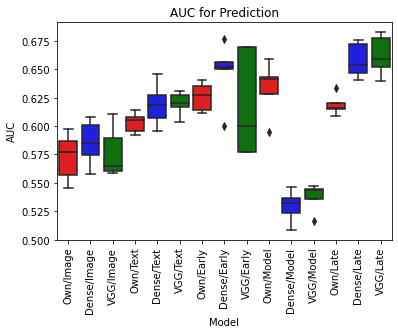 AUC for Prediction
0.675
0.650
0.625
0.600
0.575
0.550
0.525
0.500
AUC
Own/Image
Dense/Image
VGG/Image
Own/Text
Dense/Text
VGG/Text
Own/Early
Dense/Early
VGG/Early
Own/Model
Dense/Model
VGG/Model
Own/Late
Dense/Late
VGG/Late
Model